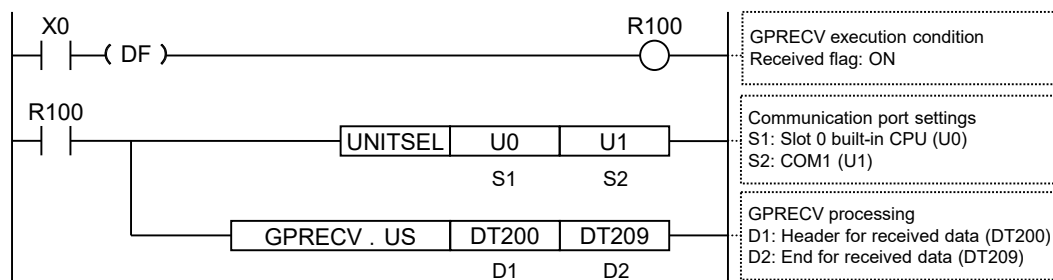 X0
( DF )
R100
GPRECV execution condition
Received flag: ON
R100
UNITSEL U0 U1
S1 S2
Communication port settings
S1: Slot 0 built-in CPU (U0)
S2: COM1 (U1)
GPRECV . US DT200 DT209
D1 D2
GPRECV processing
D1: Header for received data (DT200)
D2: End for received data (DT209)